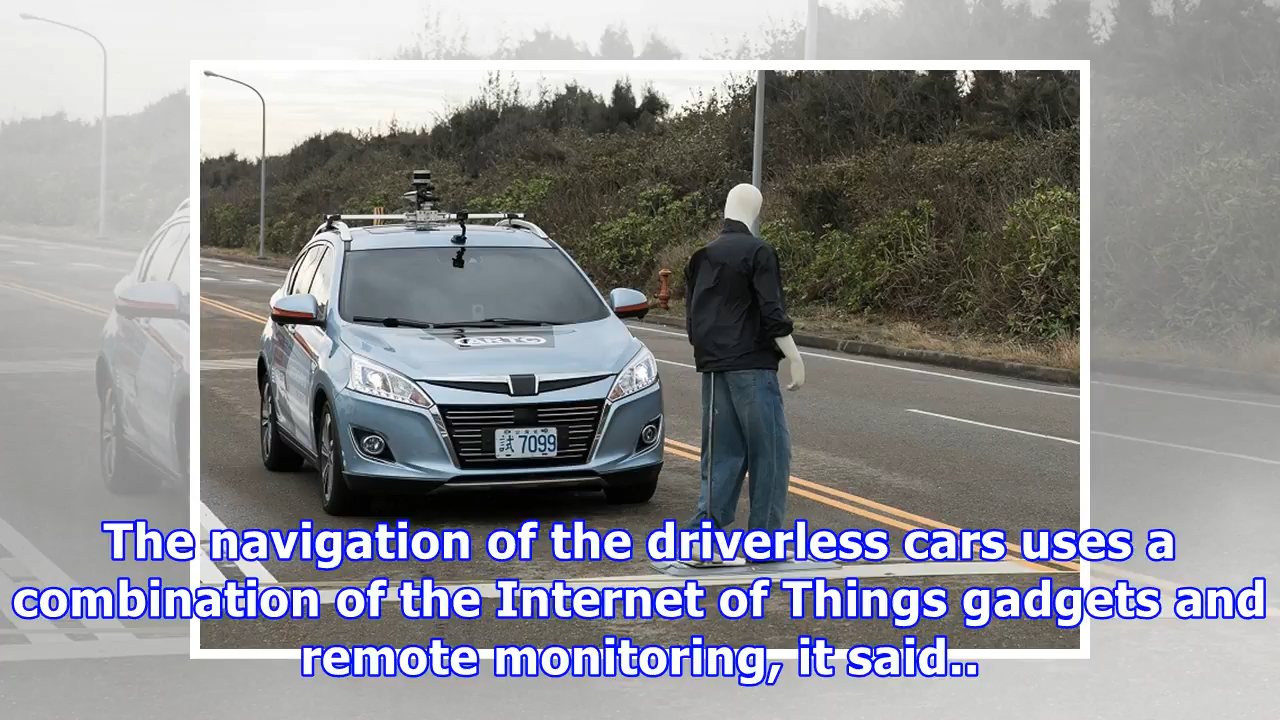 ARTC
試 7099
The navigation of the driverless cars uses a
combination of the Internet of Things gadgets and
remote monitoring, it said..